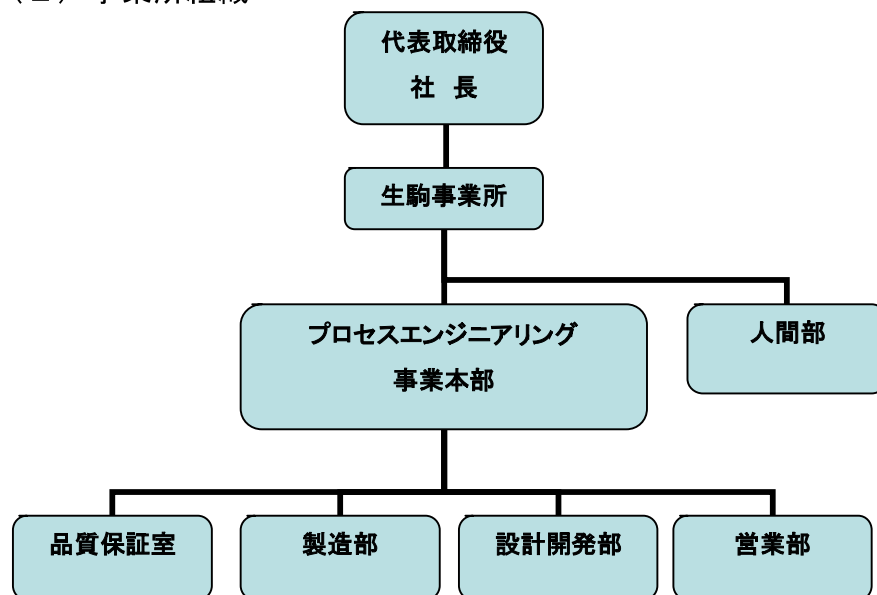 代表取締役
社 長
生駒事業所
プロセスエンジニアリング
事業本部
人間部
品質保証室
製造部
設計開発部
営業部